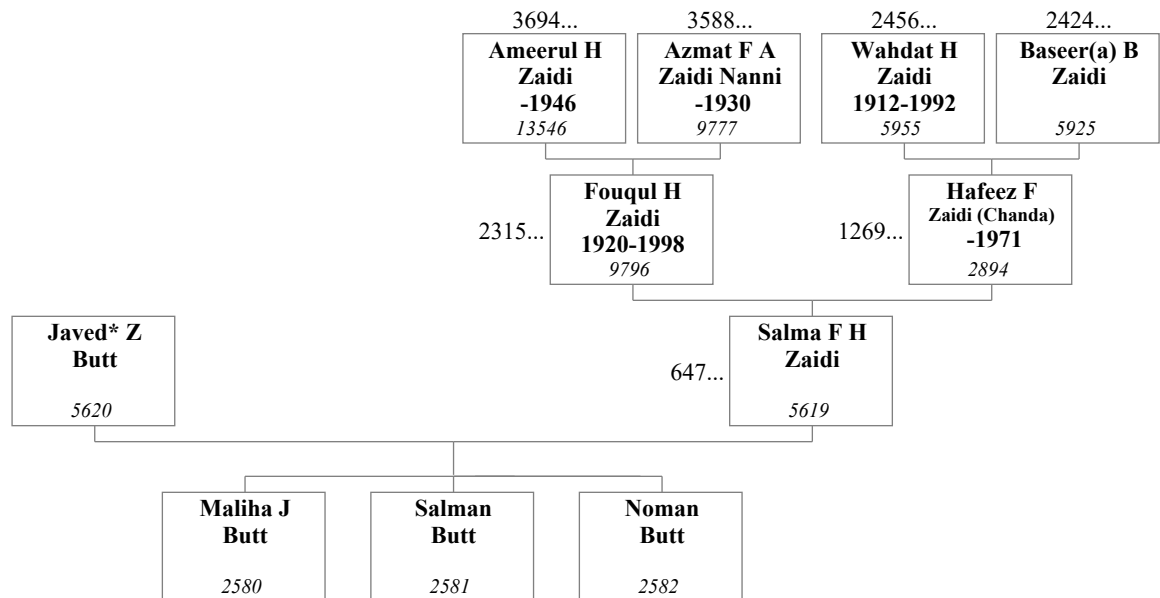 3694...
3588...
2456...
2424...
Ameerul H
Zaidi
-1946
13546
Azmat F A
Zaidi Nanni
-1930
9777
Wahdat H
Zaidi
1912-1992
5955
Baseer(a) B
Zaidi
5925
2315...
Fouqul H
Zaidi
1920-1998
9796
1269...
Hafeez F
Zaidi (Chanda)
-1971
2894
Javed* Z
Butt
5620
647...
Salma F H
Zaidi
5619
Maliha J
Butt
2580
Salman
Butt
2581
Noman
Butt
2582